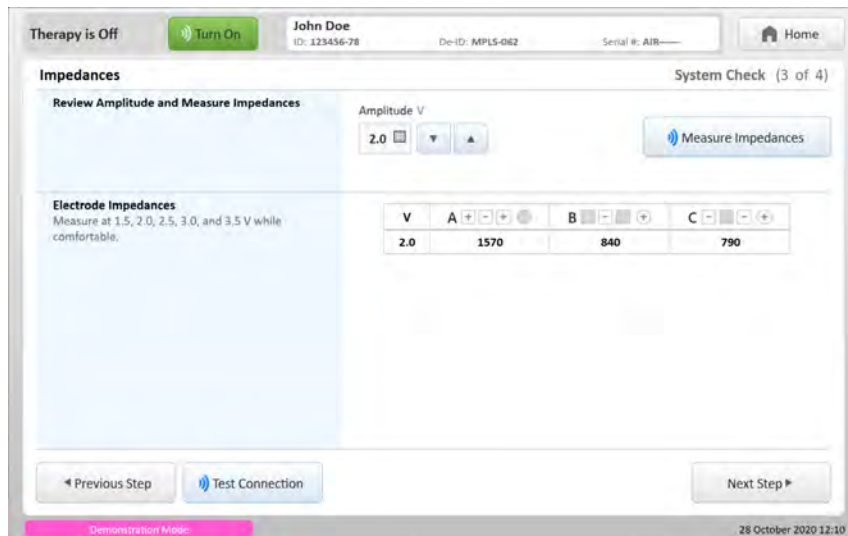 Therapy is Off
Turn On
John Doe
ID: 123456-78 De-ID: MPLS-062 Serial #: AIR-----
Home
Impedances
System Check (3 of 4)
Review Amplitude and Measure Impedances
Amplitude V
2.0
Measure Impedances
Electrode Impedances
Measure at 1.5, 2.0, 2.5, 3.0, and 3.5 V while
comfortable.
V A + - + B - + C - - +
2.0 1570 840 790
Previous Step
Test Connection
Next Step
Demonstration Mode
28 October 2020 12:10